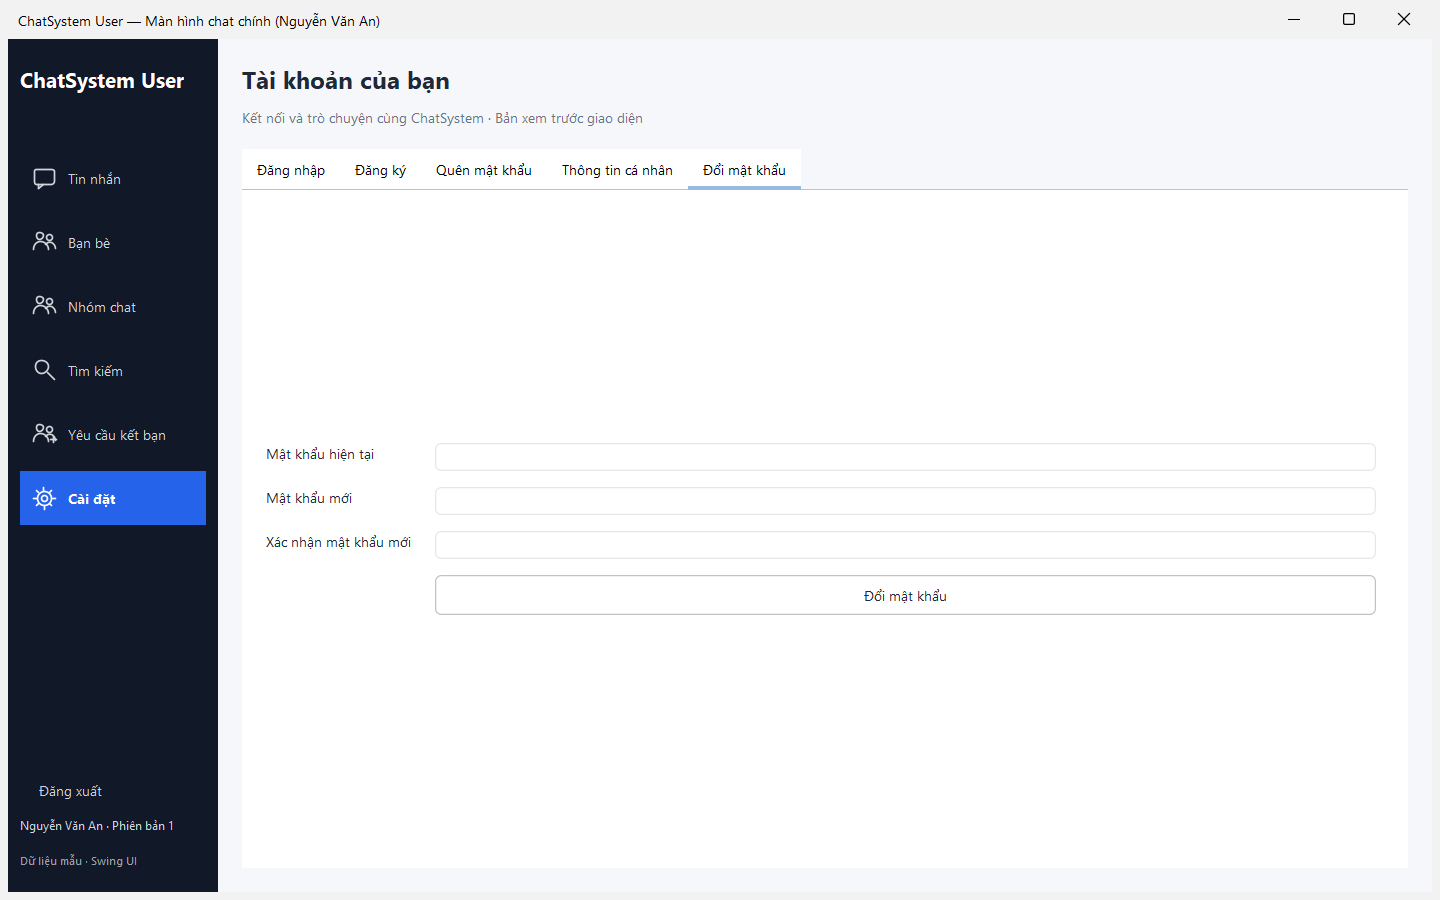 ChatSystem User — Màn hình chat chính (Nguyễn Văn An)
ChatSystem User
Tin nhắn
Bạn bè
Nhóm chat
Tìm kiếm
Yêu cầu kết bạn
Cài đặt
Đăng xuất
Nguyễn Văn An · Phiên bản 1
Dữ liệu mẫu · Swing UI
Tài khoản của bạn
Kết nối và trò chuyện cùng ChatSystem · Bản xem trước giao diện
Đăng nhập Đăng ký Quên mật khẩu Thông tin cá nhân Đổi mật khẩu
Mật khẩu hiện tại
Mật khẩu mới
Xác nhận mật khẩu mới
Đổi mật khẩu